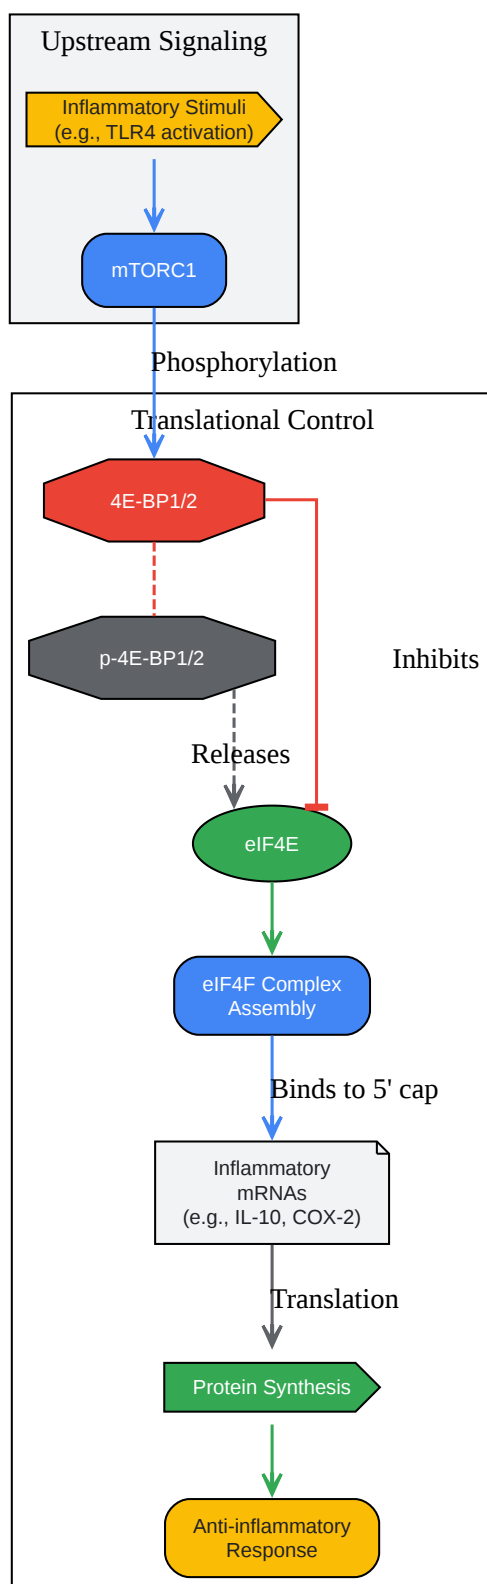 Upstream Signaling
Inflammatory Stimuli
(e.g., TLR4 activation)
mTORC1
Phosphorylation
Translational Control
4E-BP1/2
p-4E-BP1/2
Inhibits
Releases
eIF4E
eIF4F Complex
Assembly
Binds to 5' cap
Inflammatory
mRNAs
(e.g., IL-10, COX-2)
Translation
Protein Synthesis
Anti-inflammatory
Response